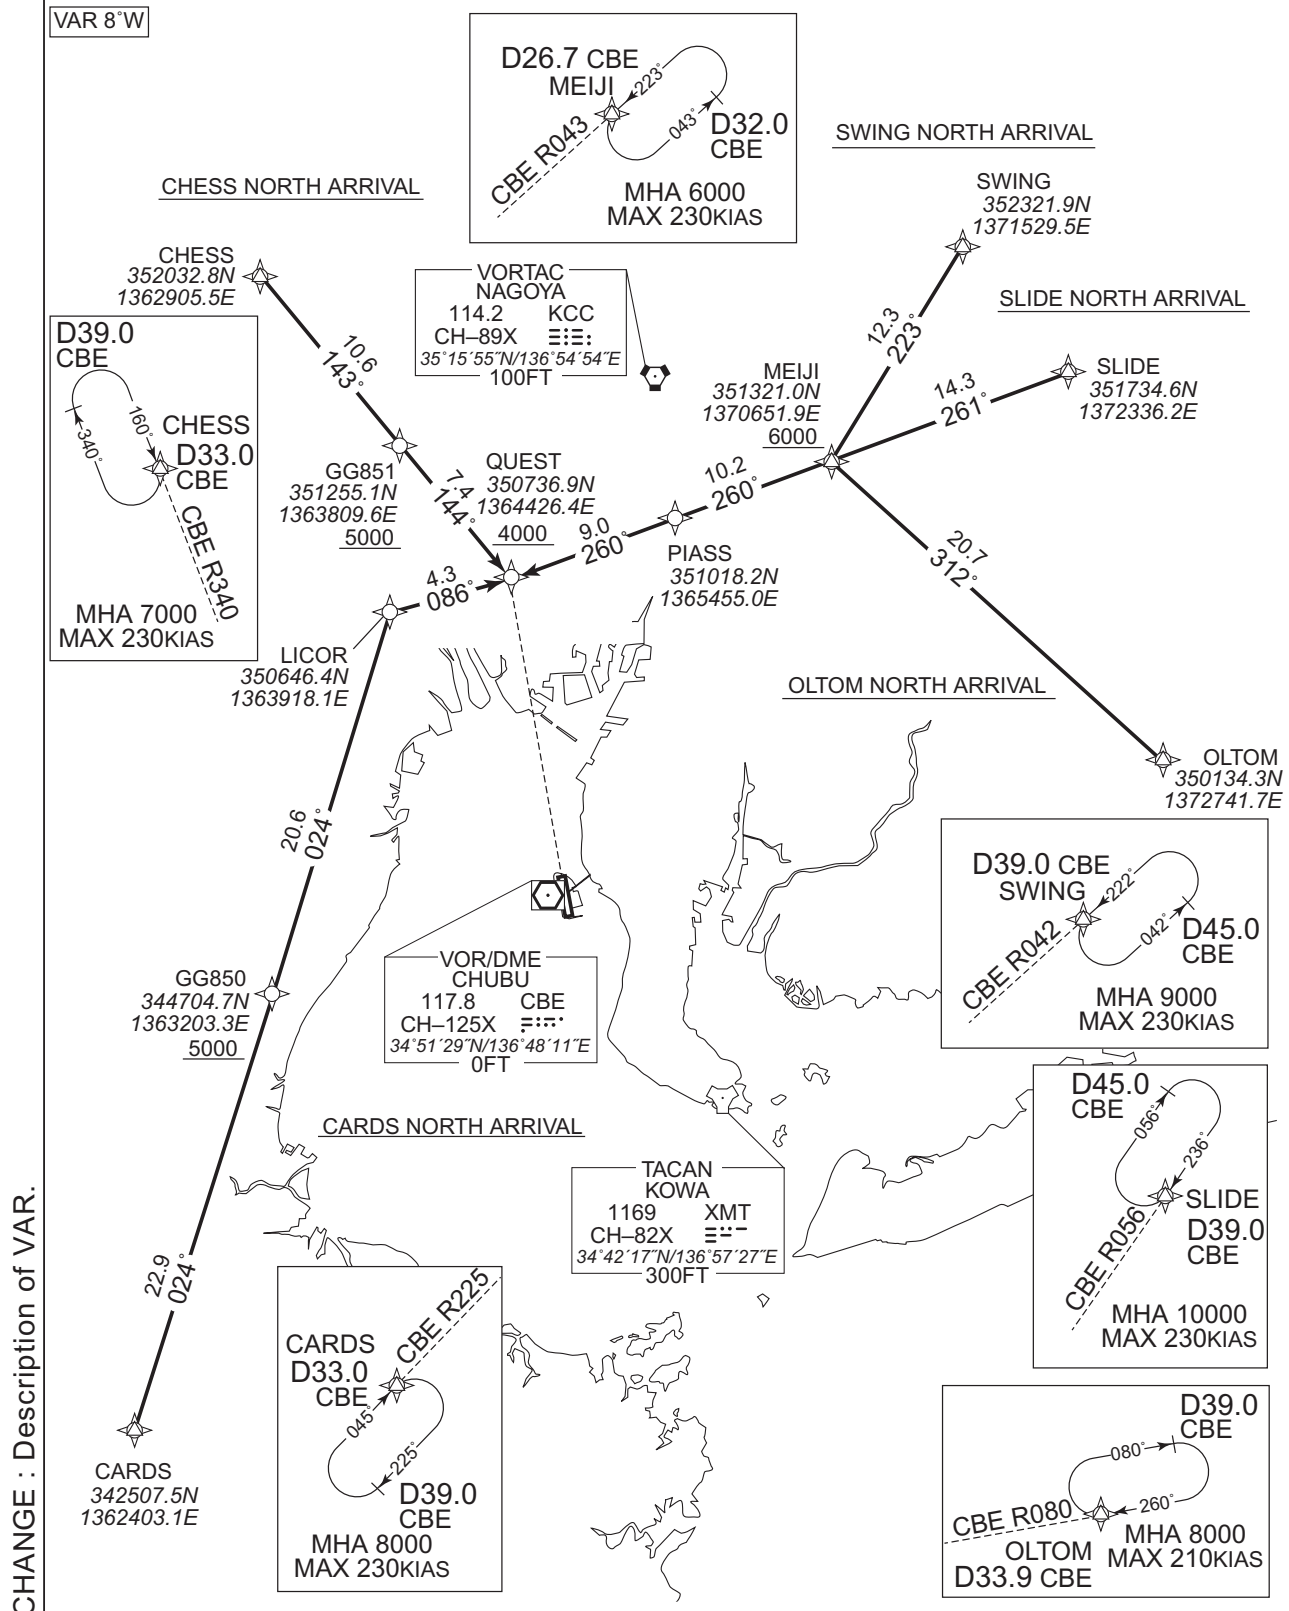 VAR 8°W
D26.7 CBE
MEIJI
223°
043°
D32.0
CBE
CBE R043
MHA 6000
MAX 230KIAS
SWING NORTH ARRIVAL
CHESS NORTH ARRIVAL
SWING
352321.9N
1371529.5E
CHESS
352032.8N
1362905.5E
VORTAC
NAGOYA
114.2 KCC
CH–89X
35°15´55˝N/136°54´54˝E
100FT
SLIDE NORTH ARRIVAL
12.3
223°
10.6
143°
D39.0
CBE
160°
340°
CHESS
D33.0
CBE
CBE R340
MHA 7000
MAX 230KIAS
MEIJI
351321.0N
1370651.9E
6000
14.3
261°
SLIDE
351734.6N
1372336.2E
GG851
351255.1N
1363809.6E
5000
7.4
144°
QUEST
350736.9N
1364426.4E
4000
10.2
260°
9.0
260°
PIASS
351018.2N
1365455.0E
20.7
312°
4.3
086°
LICOR
350646.4N
1363918.1E
OLTOM NORTH ARRIVAL
OLTOM
350134.3N
1372741.7E
20.6
024°
D39.0 CBE
SWING
222°
042°
D45.0
CBE
CBE R042
MHA 9000
MAX 230KIAS
GG850
344704.7N
1363203.3E
5000
VOR/DME
CHUBU
117.8 CBE
CH–125X
34°51´29˝N/136°48´11˝E
0FT
CARDS NORTH ARRIVAL
D45.0
CBE
056°
236°
SLIDE
D39.0
CBE
CBE R056
MHA 10000
MAX 230KIAS
TACAN
KOWA
1169 XMT
CH–82X
34°42´17˝N/136°57´27˝E
300FT
22.9
024°
CARDS
D33.0
CBE
CBE R225
045°
225°
D39.0
CBE
MHA 8000
MAX 230KIAS
CARDS
342507.5N
1362403.1E
D39.0
CBE
080°
260°
CBE R080
OLTOM
D33.9 CBE
MHA 8000
MAX 210KIAS
CHANGE : Description of VAR.